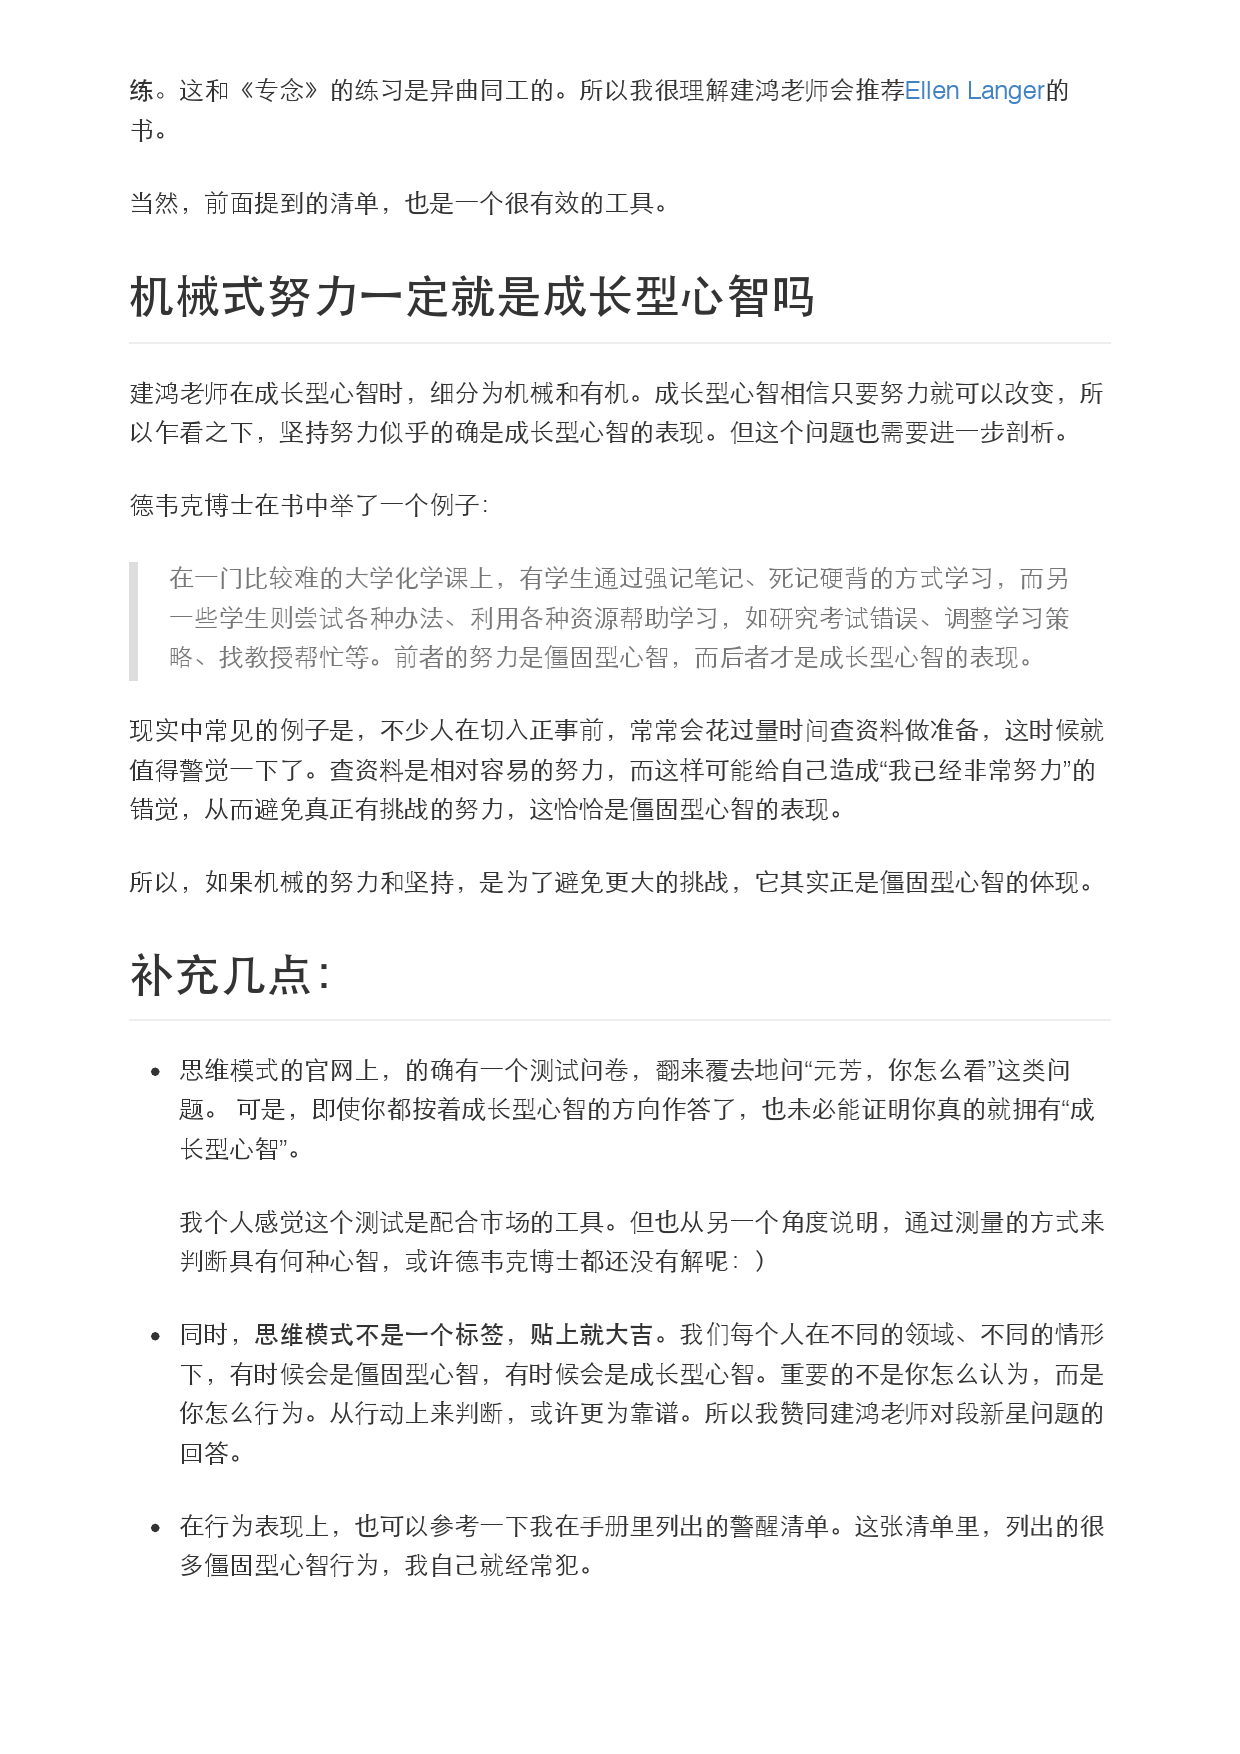 练。这和《专念》的练习是异曲同工的。所以我很理解建鸿老师会推荐Ellen Langer的
书。
当然，前面提到的清单，也是一个很有效的工具。
机械式努力一定就是成长型心智吗
建鸿老师在成长型心智时，细分为机械和有机。成长型心智相信只要努力就可以改变，所
以乍看之下，坚持努力似乎的确是成长型心智的表现。但这个问题也需要进一步剖析。
德韦克博士在书中举了一个例子：
在一门比较难的大学化学课上，有学生通过强记笔记、死记硬背的方式学习，而另
一些学生则尝试各种办法、利用各种资源帮助学习，如研究考试错误、调整学习策
略、找教授帮忙等。前者的努力是僵固型心智，而后者才是成长型心智的表现。
现实中常见的例子是，不少人在切入正事前，常常会花过量时间查资料做准备，这时候就
值得警觉一下了。查资料是相对容易的努力，而这样可能给自己造成“我已经非常努力”的
错觉，从而避免真正有挑战的努力，这恰恰是僵固型心智的表现。
所以，如果机械的努力和坚持，是为了避免更大的挑战，它其实正是僵固型心智的体现。
补充几点：
• 思维模式的官网上，的确有一个测试问卷，翻来覆去地问“元芳，你怎么看”这类问
题。 可是，即使你都按着成长型心智的方向作答了，也未必能证明你真的就拥有“成
长型心智”。
我个人感觉这个测试是配合市场的工具。但也从另一个角度说明，通过测量的方式来
判断具有何种心智，或许德韦克博士都还没有解呢：）
• 同时，思维模式不是一个标签，贴上就大吉。我们每个人在不同的领域、不同的情形
下，有时候会是僵固型心智，有时候会是成长型心智。重要的不是你怎么认为，而是
你怎么行为。从行动上来判断，或许更为靠谱。所以我赞同建鸿老师对段新星问题的
回答。
• 在行为表现上，也可以参考一下我在手册里列出的警醒清单。这张清单里，列出的很
多僵固型心智行为，我自己就经常犯。